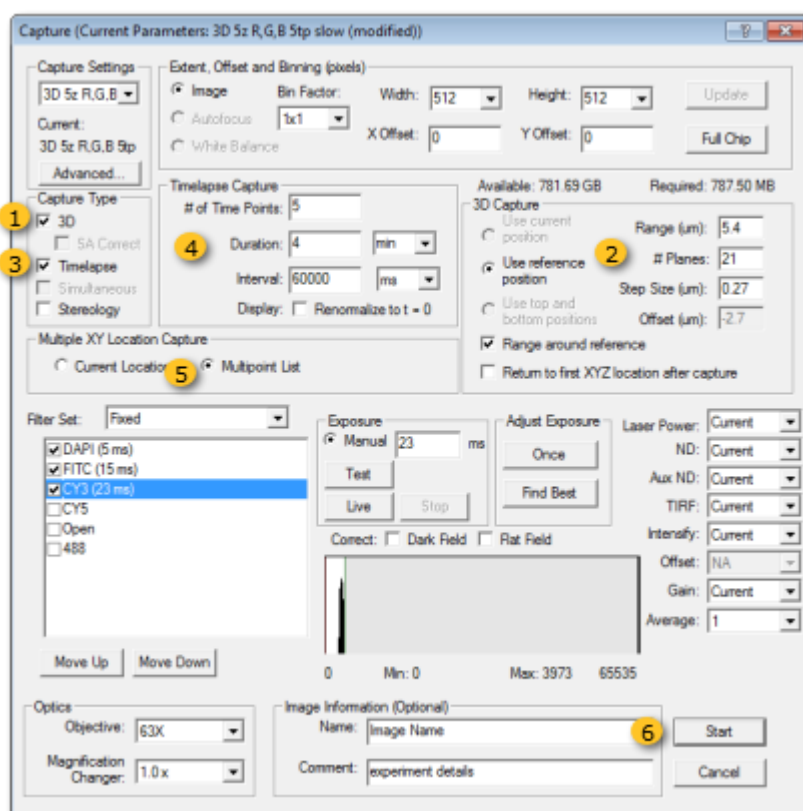 Capture (Current Parameters: 3D 5z R,G,B 5tp slow (modified))
Capture Settings
3D 5z R,G,B
Current:
3D 5z R,G,B 5tp
Advanced...
Extent, Offset and Binning (pixels)
Image
Autofocus
White Balance
Bin Factor:
1x1
Width: 512
Height: 512
Update
X Offset: 0
Y Offset: 0
Full Chip
Capture Type
1
3D
SA Correct
3
Timelapse
Simultaneous
Stereology
Timelapse Capture
# of Time Points: 5
4
Duration: 4 min
Interval: 60000 ms
Display: Renormalize to t = 0
Available: 781.69 GB
Required: 787.50 MB
3D Capture
Use current position
Use reference position
Use top and bottom positions
2
Range (um): 5.4
# Planes: 21
Step Size (um): 0.27
Offset (um): -2.7
Range around reference
Return to first XYZ location after capture
Multiple XY Location Capture
Current Locatio
5
Multipoint List
Filter Set: Fixed
DAPI (5 ms)
FITC (15 ms)
CY3 (23 ms)
CY5
Open
488
Move Up
Move Down
Exposure
Manual 23 ms
Test
Live
Stop
Adjust Exposure
Once
Find Best
Correct: Dark Field Flat Field
0 Min: 0 Max: 3973 65535
Laser Power: Current
ND: Current
Aux ND: Current
TIRF: Current
Intensify: Current
Offset: NA
Gain: Current
Average: 1
Optics
Objective: 63X
Magnification
Changer: 1.0 x
Image Information (Optional)
Name: Image Name
Comment: experiment details
6
Start
Cancel